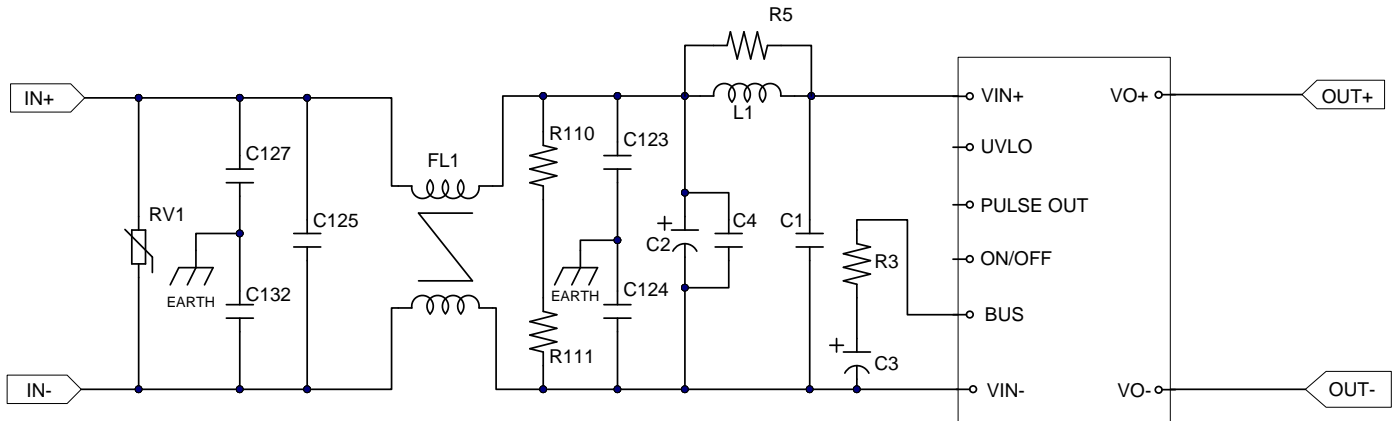 R5
IN+
VIN+
VO+
OUT+
L1
R110
C123
C127
FL1
UVLO
RV1
C125
C2
C4
C1
PULSE OUT
R3
ON/OFF
EARTH
C132
EARTH
C124
BUS
R111
C3
IN-
VIN-
VO-
OUT-